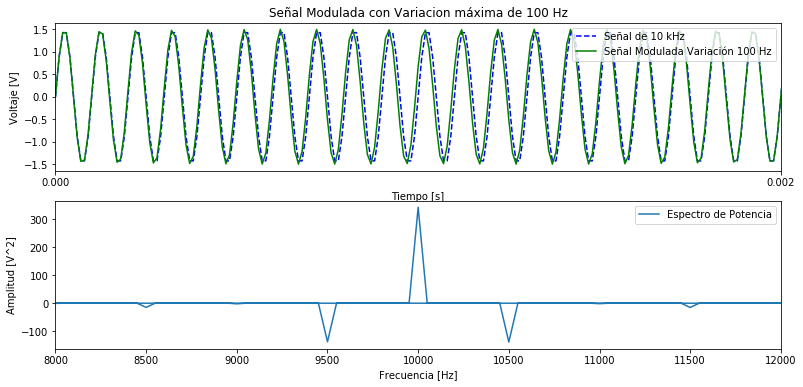 Señal Modulada con Variacion máxima de 100 Hz
Señal de 10 kHz
Señal Modulada Variación 100 Hz
Voltaje [V]
1.5
1.0
0.5
0.0
−0.5
−1.0
−1.5
0.000
0.002
Tiempo [s]
Espectro de Potencia
Amplitud [V^2]
300
200
100
0
−100
8000 8500 9000 9500 10000 10500 11000 11500 12000
Frecuencia [Hz]